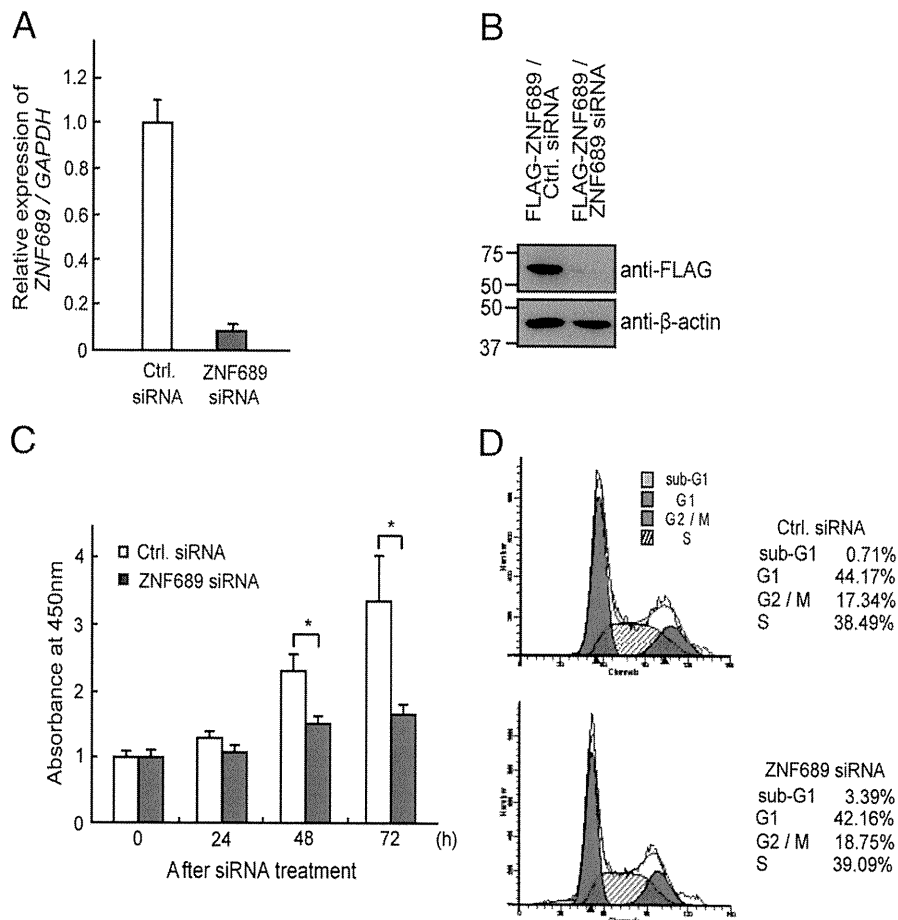 A
Relative expression of
ZNF689 / GAPDH
1.2
1.0
0.8
0.6
0.4
0.2
0
Ctrl.
siRNA
ZNF689
siRNA
B
FLAG-ZNF689 /
Ctrl. siRNA
FLAG-ZNF689 /
ZNF689 siRNA
75
50
anti-FLAG
50
37
anti-β-actin
C
Absorbance at 450nm
4
3
2
1
0
Ctrl. siRNA
ZNF689 siRNA
*
*
0
24
48
72
(h)
After siRNA treatment
D
sub-G1
G1
G2 / M
S
Number
Channels
Ctrl. siRNA
sub-G1 0.71%
G1 44.17%
G2 / M 17.34%
S 38.49%
Number
Channels
ZNF689 siRNA
sub-G1 3.39%
G1 42.16%
G2 / M 18.75%
S 39.09%